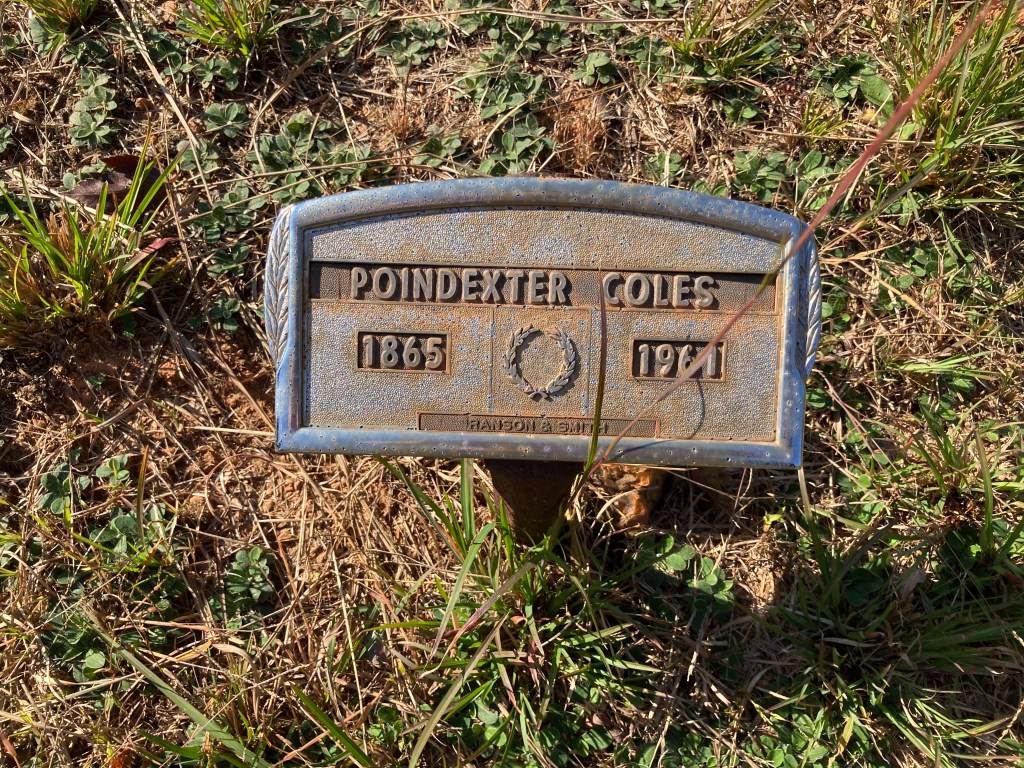 POINDEXTER COLES
1865 1961
RANSON & SMITH